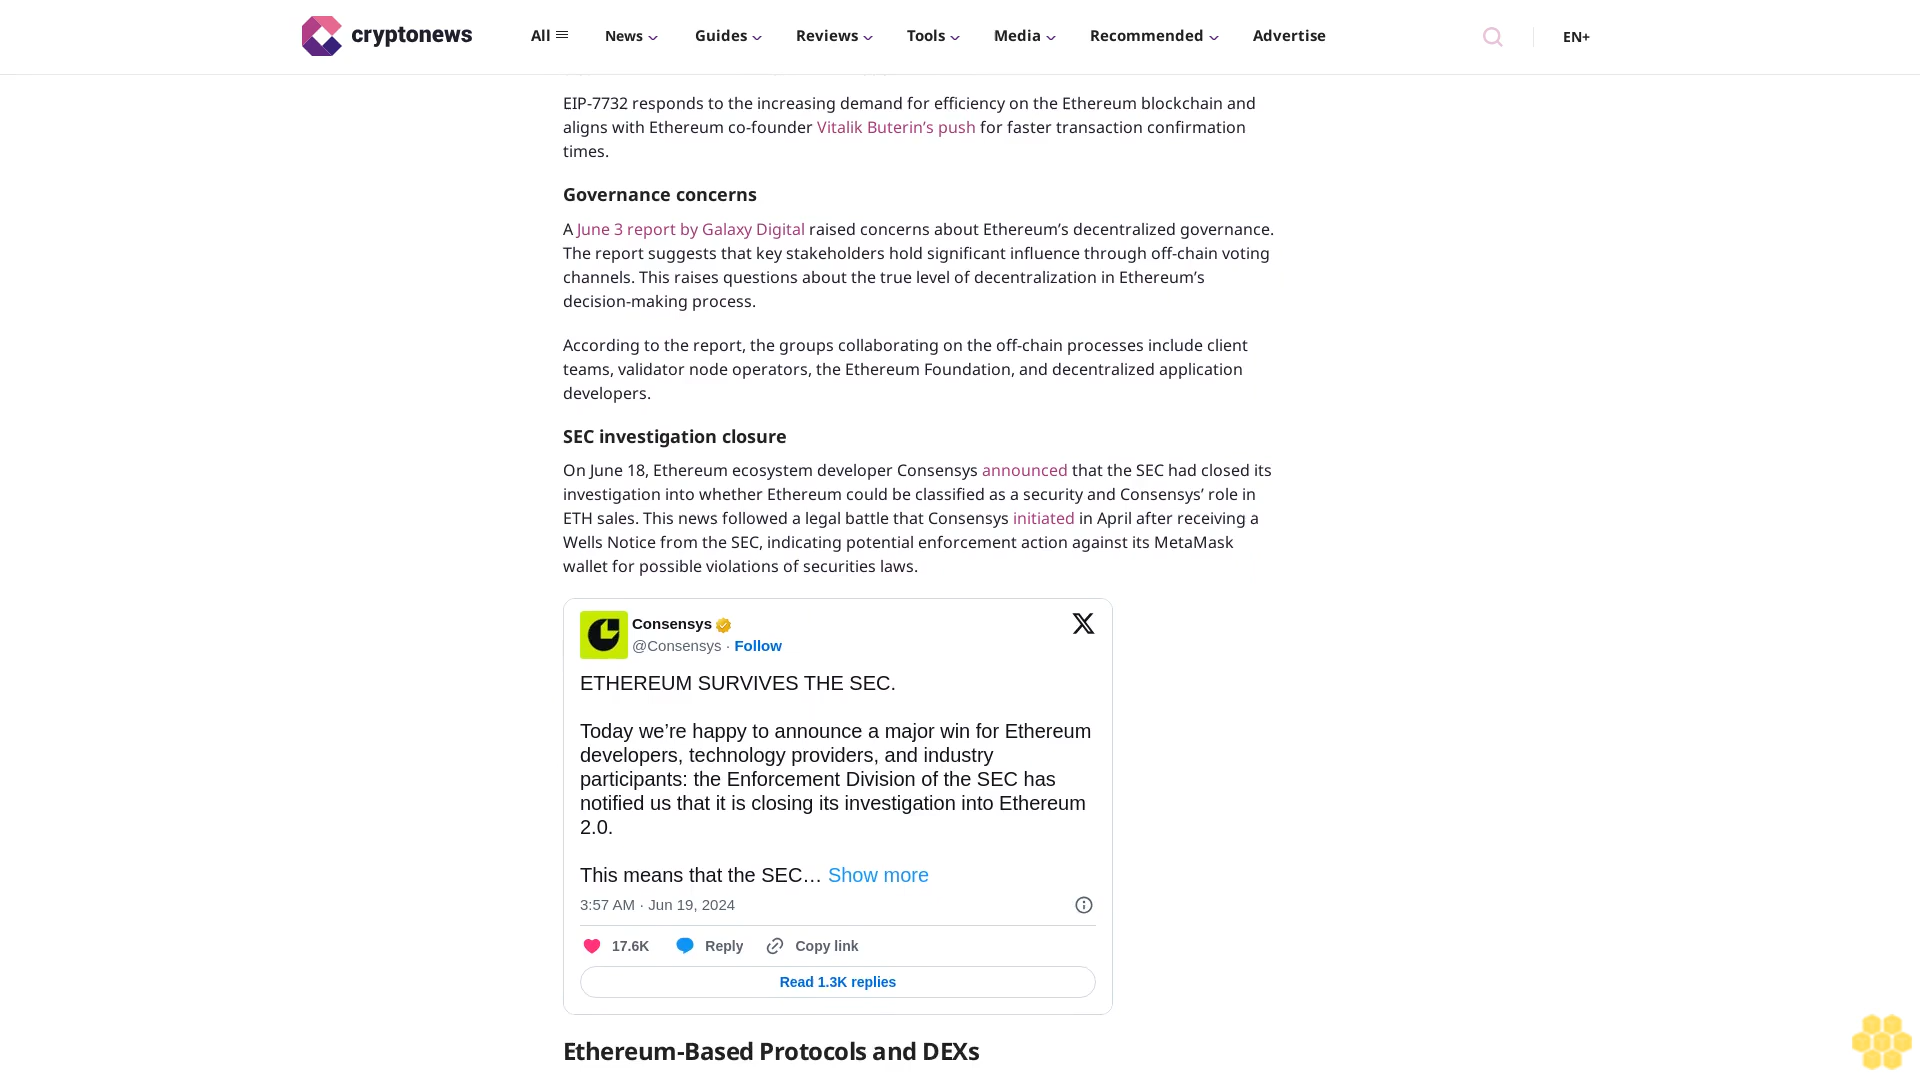 cryptonews
All
News
Guides
Reviews
Tools
Media
Recommended
Advertise
EN+
EIP-7732 responds to the increasing demand for efficiency on the Ethereum blockchain and
aligns with Ethereum co-founder Vitalik Buterin’s push for faster transaction confirmation
times.
Governance concerns
A June 3 report by Galaxy Digital raised concerns about Ethereum’s decentralized governance.
The report suggests that key stakeholders hold significant influence through off-chain voting
channels. This raises questions about the true level of decentralization in Ethereum’s
decision-making process.
According to the report, the groups collaborating on the off-chain processes include client
teams, validator node operators, the Ethereum Foundation, and decentralized application
developers.
SEC investigation closure
On June 18, Ethereum ecosystem developer Consensys announced that the SEC had closed its
investigation into whether Ethereum could be classified as a security and Consensys’ role in
ETH sales. This news followed a legal battle that Consensys initiated in April after receiving a
Wells Notice from the SEC, indicating potential enforcement action against its MetaMask
wallet for possible violations of securities laws.
Consensys
@Consensys · Follow
ETHEREUM SURVIVES THE SEC.
Today we’re happy to announce a major win for Ethereum
developers, technology providers, and industry
participants: the Enforcement Division of the SEC has
notified us that it is closing its investigation into Ethereum
2.0.
This means that the SEC… Show more
3:57 AM · Jun 19, 2024
17.6K
Reply
Copy link
Read 1.3K replies
Ethereum-Based Protocols and DEXs